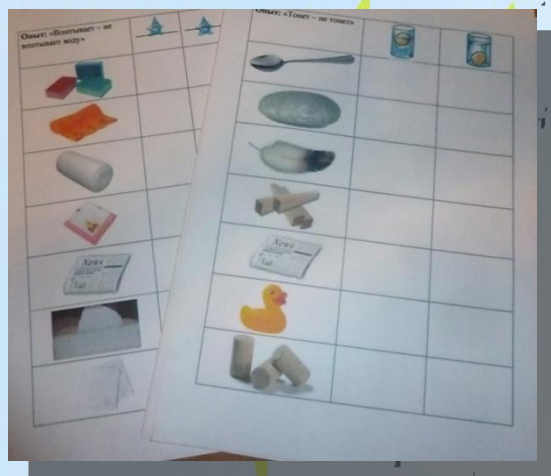 Опыт: «Впитывает – не
впитывает воду»
Опыт: «Тонет – не тонет»
News
News